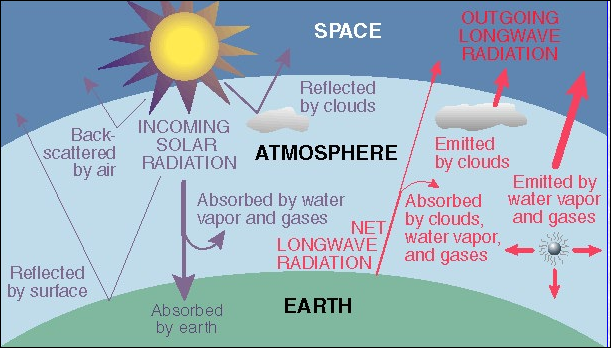 SPACE
OUTGOING
LONGWAVE
RADIATION
Reflected
by clouds
Back-
scattered
by air
INCOMING
SOLAR
RADIATION
ATMOSPHERE
Emitted
by clouds
Absorbed by water
vapor and gases
NET
LONGWAVE
RADIATION
Absorbed
by clouds,
water vapor,
and gases
Emitted by
water vapor
and gases
Reflected
by surface
Absorbed
by earth
EARTH